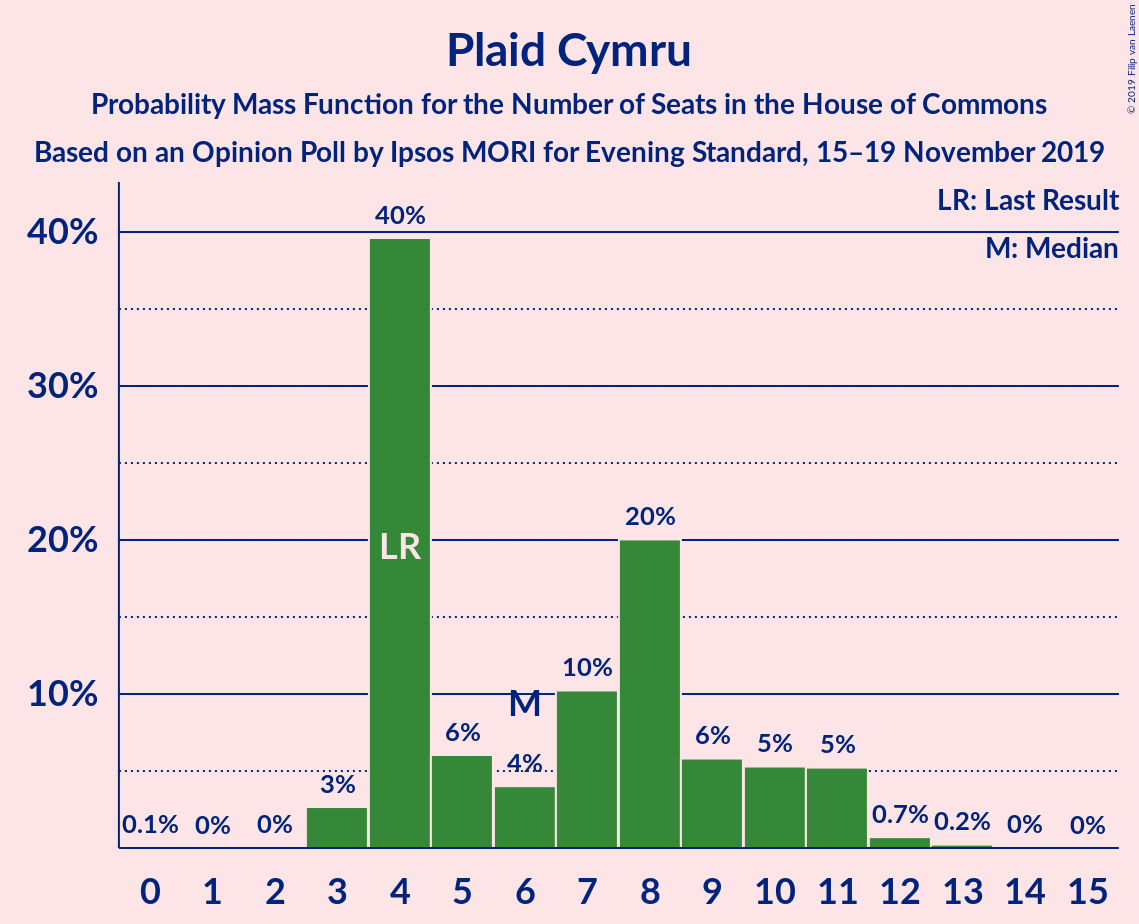 Plaid Cymru
Probability Mass Function for the Number of Seats in the House of Commons
Based on an Opinion Poll by Ipsos MORI for Evening Standard, 15–19 November 2019
© 2019 Filip van Laenen
LR: Last Result
M: Median
40%
30%
20%
10%
0.1%
0%
0%
3%
40%
LR
6%
M
4%
10%
20%
6%
5%
5%
0.7%
0.2%
0%
0%
0 1 2 3 4 5 6 7 8 9 10 11 12 13 14 15